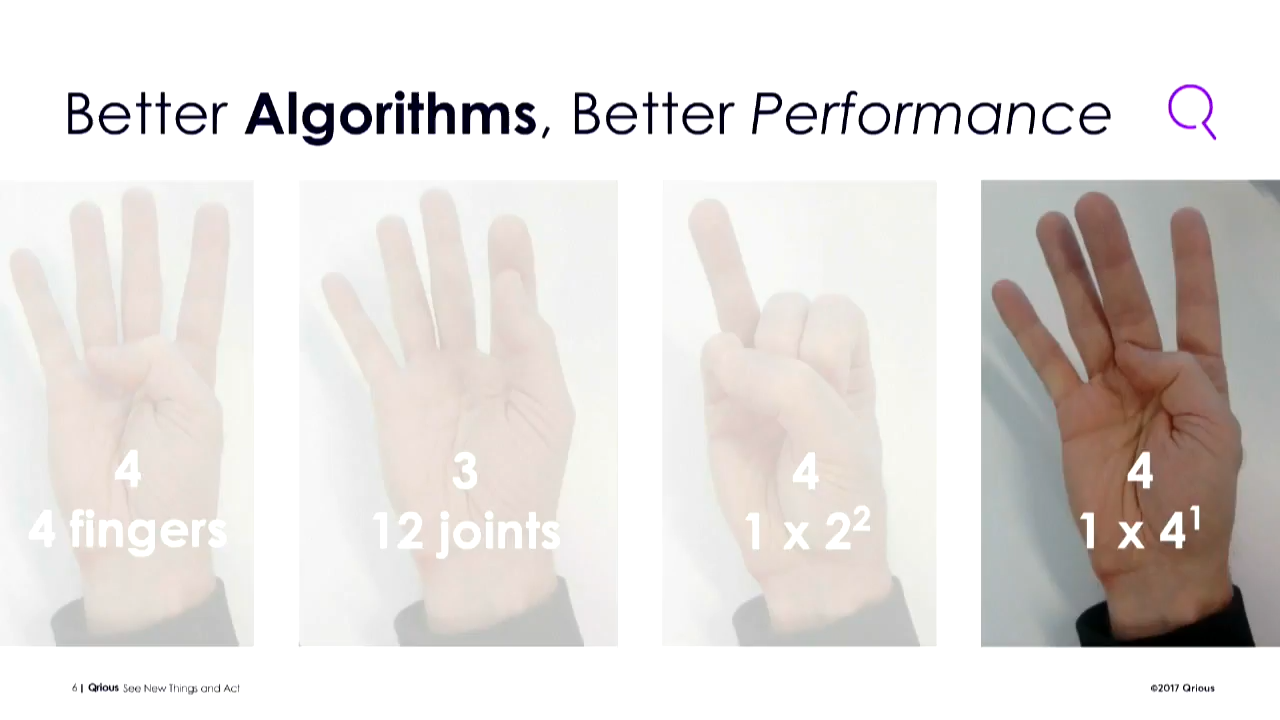 Better Algorithms, Better Performance
4
4 fingers
3
12 joints
4
1 x 2²
4
1 x 4¹
6 | Qrious See New Things and Act
©2017 Qrious